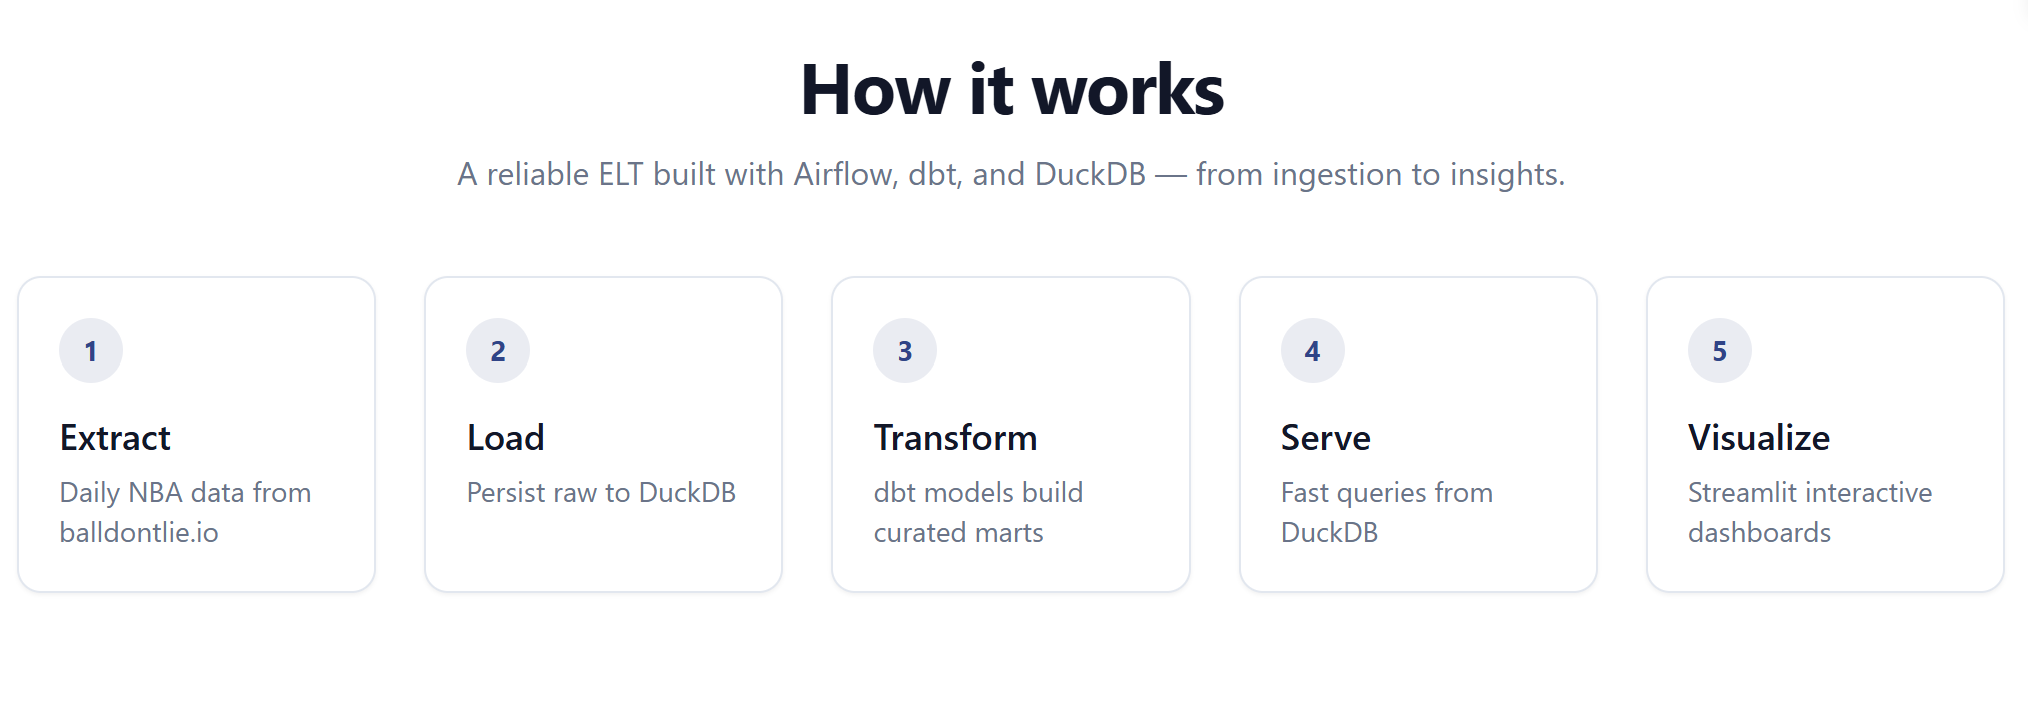 How it works
A reliable ELT built with Airflow, dbt, and DuckDB — from ingestion to insights.
1
Extract
Daily NBA data from
balldontlie.io
2
Load
Persist raw to DuckDB
3
Transform
dbt models build
curated marts
4
Serve
Fast queries from
DuckDB
5
Visualize
Streamlit interactive
dashboards